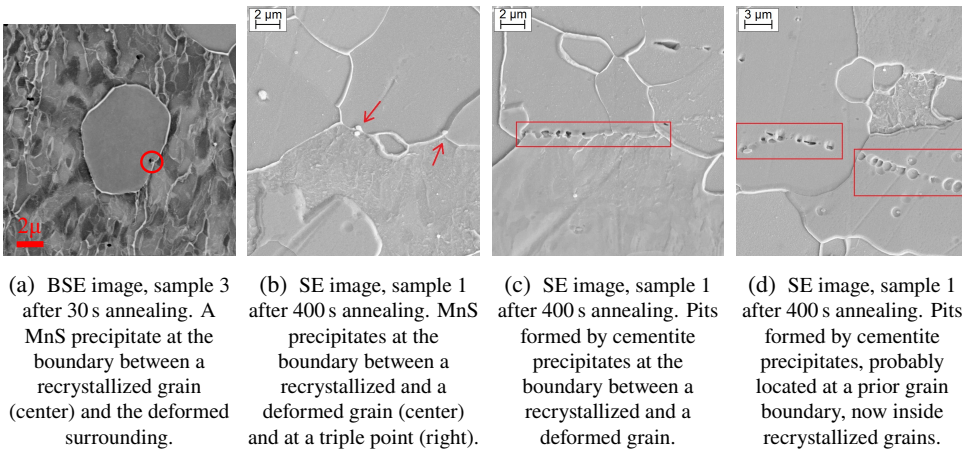 2μ
2 μm
2 μm
3 μm
(a) BSE image, sample 3
after 30 s annealing. A
MnS precipitate at the
boundary between a
recrystallized grain
(center) and the deformed
surrounding.
(b) SE image, sample 1
after 400 s annealing. MnS
precipitates at the
boundary between a
recrystallized and a
deformed grain (center)
and at a triple point (right).
(c) SE image, sample 1
after 400 s annealing. Pits
formed by cementite
precipitates at the
boundary between a
recrystallized and a
deformed grain.
(d) SE image, sample 1
after 400 s annealing. Pits
formed by cementite
precipitates, probably
located at a prior grain
boundary, now inside
recrystallized grains.